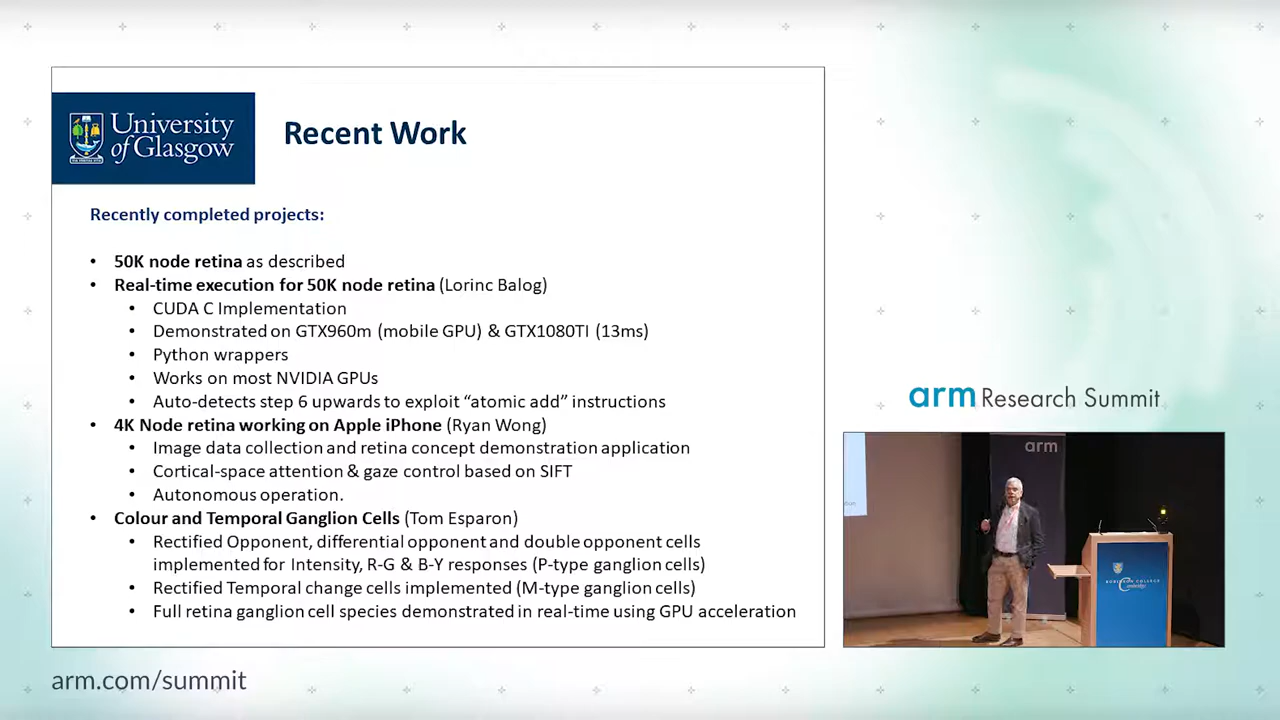 University
of Glasgow
Recent Work
Recently completed projects:
• 50K node retina as described
• Real-time execution for 50K node retina (Lorinc Balog)
• CUDA C Implementation
• Demonstrated on GTX960m (mobile GPU) & GTX1080TI (13ms)
• Python wrappers
• Works on most NVIDIA GPUs
• Auto-detects step 6 upwards to exploit “atomic add” instructions
• 4K Node retina working on Apple iPhone (Ryan Wong)
• Image data collection and retina concept demonstration application
• Cortical-space attention & gaze control based on SIFT
• Autonomous operation.
• Colour and Temporal Ganglion Cells (Tom Esparon)
• Rectified Opponent, differential opponent and double opponent cells
implemented for Intensity, R-G & B-Y responses (P-type ganglion cells)
• Rectified Temporal change cells implemented (M-type ganglion cells)
• Full retina ganglion cell species demonstrated in real-time using GPU acceleration
arm Research Summit
arm
ROBINSON COLLEGE
Cambridge
arm.com/summit